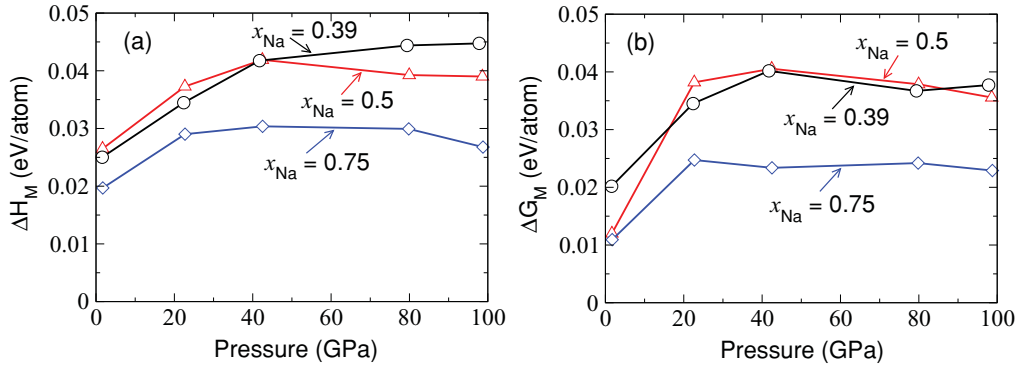 (a)
x_Na = 0.39
x_Na = 0.5
x_Na = 0.75
ΔH_M (eV/atom)
0.05
0.04
0.03
0.02
0.01
0
0 20 40 60 80 100
Pressure (GPa)
(b)
x_Na = 0.5
x_Na = 0.39
x_Na = 0.75
ΔG_M (eV/atom)
0.05
0.04
0.03
0.02
0.01
0
0 20 40 60 80 100
Pressure (GPa)